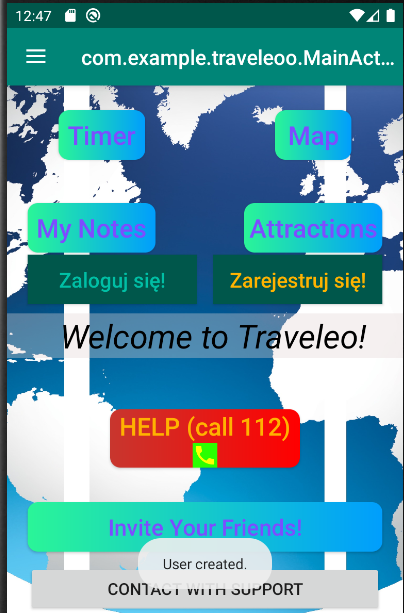 12:47
com.example.traveleoo.MainAct...
Timer
Map
My Notes
Attractions
Zaloguj się!
Zarejestruj się!
Welcome to Traveleo!
HELP (call 112)
Invite Your Friends!
User created.
CONTACT WITH SUPPORT